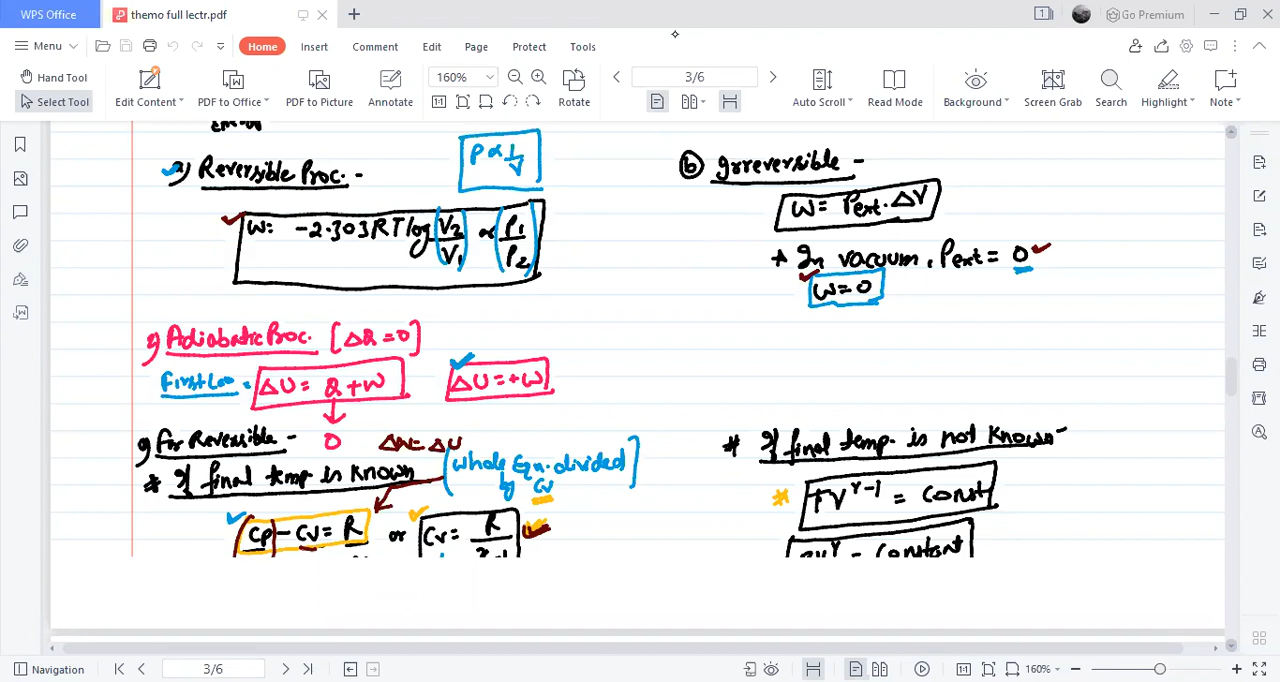 WPS Office
themo full lectr.pdf
1
Go Premium
Menu
Home
Insert
Comment
Edit
Page
Protect
Tools
Hand Tool
Select Tool
Edit Content
PDF to Office
PDF to Picture
Annotate
160%
Rotate
3/6
Auto Scroll
Read Mode
Background
Screen Grab
Search
Highlight
Note
a) Reversible Proc. -
P ∝ 1/V
W = -2.303RT log (V2/V1) or (P1/P2)
b) Irreversible -
W = Pext. ΔV
* In vacuum, Pext = 0
W = 0
Adiabatic Proc. [ΔQ = 0]
First Law = ΔU = Q + W
ΔU = +W
0
For Reversible -
* If final temp is known
(Whole Eqn. divided by Cv
Cp - Cv = R or Cv = R
# If final temp. is not known -
* TV^γ-1 = const
= constant
Navigation
3/6
160%